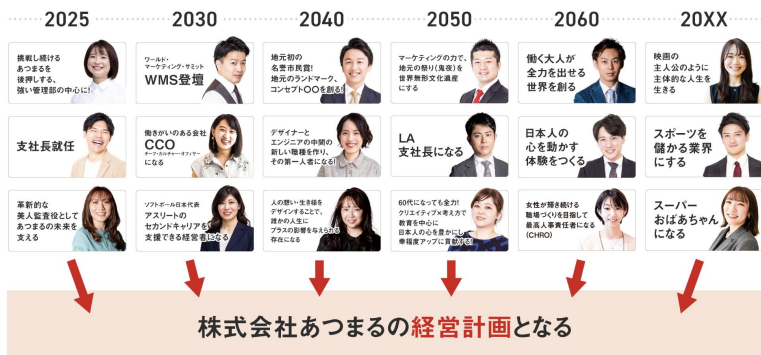 2025
2030
2040
2050
2060
20XX
挑戦し続ける
あつまるを
後押しする、
強い管理部の中心に!
ワールド・
マーケティング・サミット
WMS登壇
地元初の
名誉市民賞!
地元のランドマーク、
コンセプト〇〇を創る!
マーケティングの力で、
地元の祭り(鬼夜)を
世界無形文化遺産
にする
働く大人が
全力を出せる
世界を創る
映画の
主人公のように
主体的な人生を
生きる
支社長就任
働きがいのある会社
CCO
チーフ・カルチャー・オフィサー
になる
デザイナーと
エンジニアの中間の
新しい職種を作り、
その第一人者になる!
LA
支社長になる
日本人の
心を動かす
体験をつくる
スポーツを
儲かる業界
にする
革新的な
美人監査役として
あつまるの未来を
支える
ソフトボール日本代表
アスリートの
セカンドキャリアを
支援できる経営者になる
人の想い・生き様を
デザインすることで、
誰かの人生に
プラスの影響を与えられる
存在になる
60代になっても全力!
クリエイティブ×考え方で
教育を中心に
日本人の心を豊かにし
幸福度アップに貢献する!
女性が輝き続ける
職場づくりを目指して
最高人事責任者になる
(CHRO)
スーパー
おばあちゃん
になる
株式会社あつまるの経営計画となる